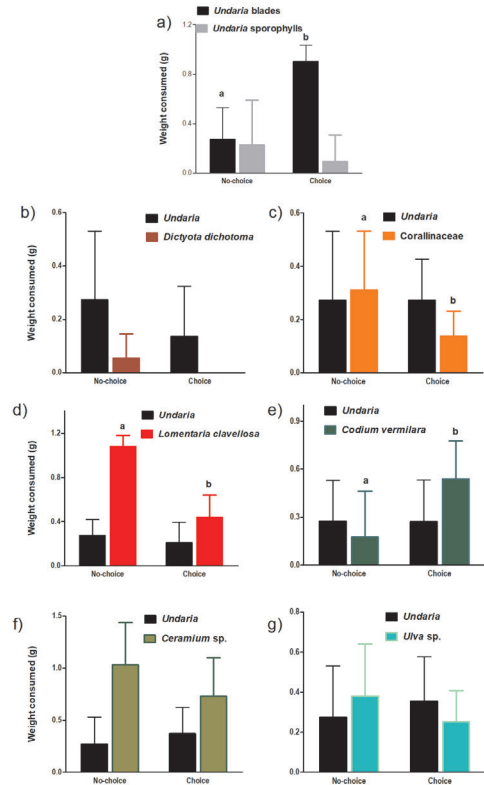 a)
Undaria blades
Undaria sporophylls
Weight consumed (g)
1.2
0.8
0.4
0.0
a
b
No-choice
Choice
b)
Undaria
Dictyota dichotoma
Weight consumed (g)
0.6
0.4
0.2
0.0
No-choice
Choice
c)
Undaria
Corallinaceae
0.6
0.4
0.2
0.0
a
b
No-choice
Choice
d)
Undaria
Lomentaria clavellosa
Weight consumed (g)
1.2
0.8
0.4
0.0
a
b
No-choice
Choice
e)
Undaria
Codium vermilara
0.9
0.6
0.3
0.0
a
b
No-choice
Choice
f)
Undaria
Ceramium sp.
Weight consumed (g)
1.5
1.0
0.5
0.0
No-choice
Choice
g)
Undaria
Ulva sp.
0.8
0.6
0.4
0.2
0.0
No-choice
Choice